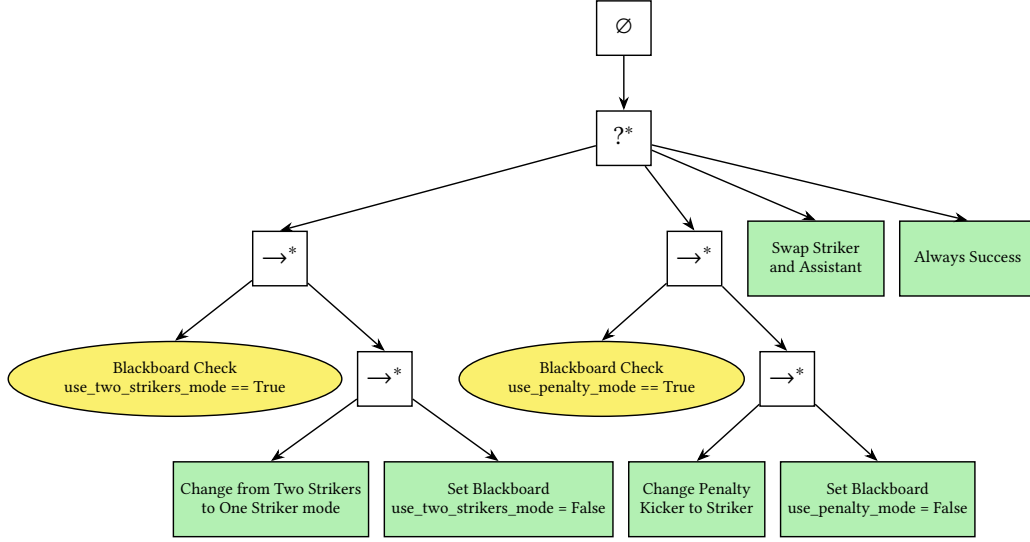 ∅
?*
→*
→*
Swap Striker
and Assistant
Always Success
Blackboard Check
use_two_strikers_mode == True
→*
Blackboard Check
use_penalty_mode == True
→*
Change from Two Strikers
to One Striker mode
Set Blackboard
use_two_strikers_mode = False
Change Penalty
Kicker to Striker
Set Blackboard
use_penalty_mode = False